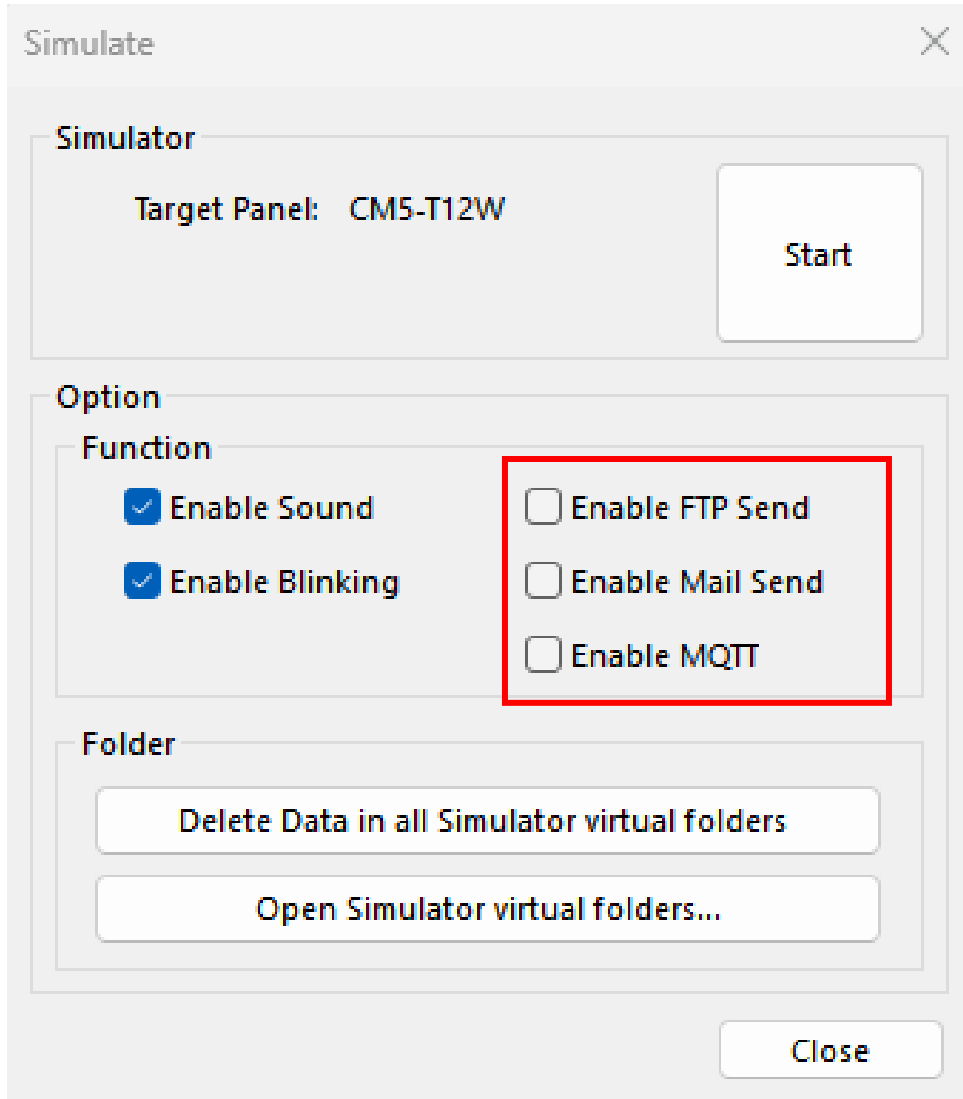 Simulate
Simulator
Target Panel: CM5-T12W
Start
Option
Function
Enable Sound
Enable FTP Send
Enable Blinking
Enable Mail Send
Enable MQTT
Folder
Delete Data in all Simulator virtual folders
Open Simulator virtual folders...
Close